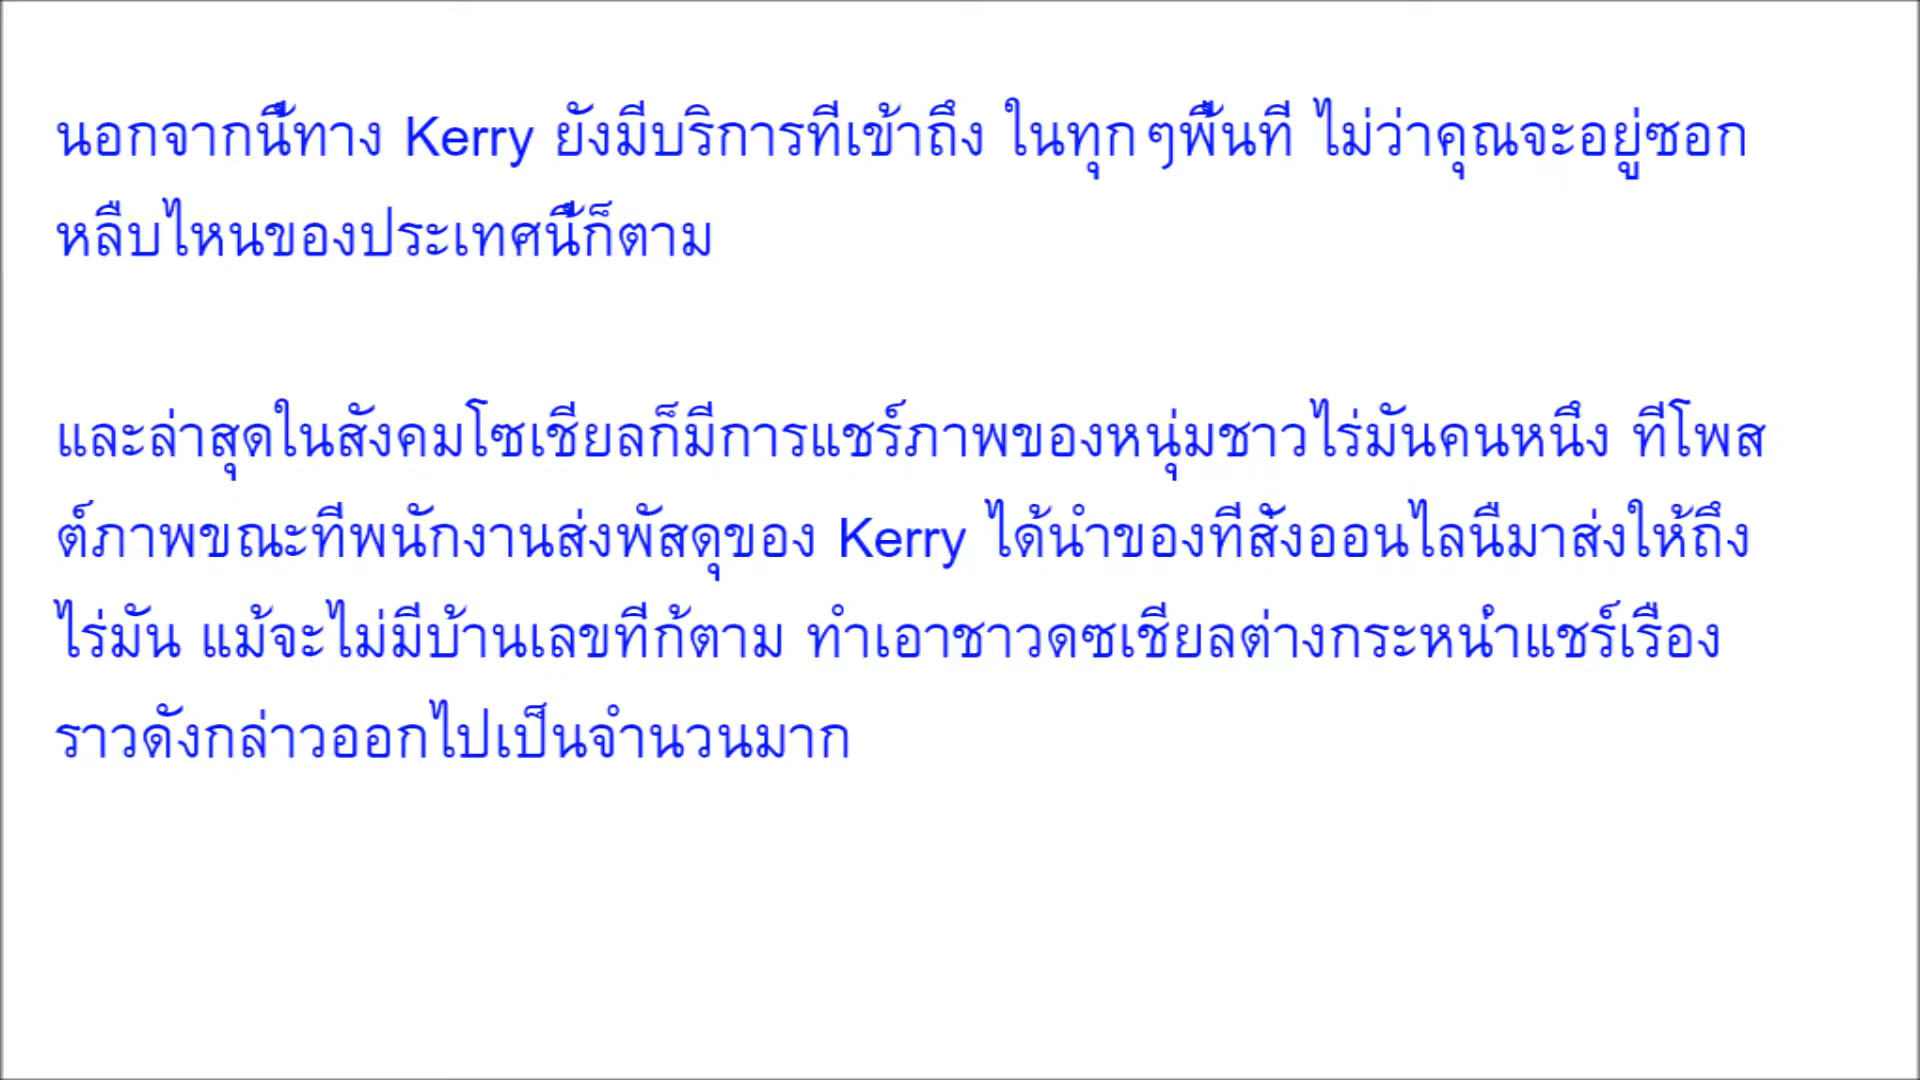 นอกจากนี้ทาง Kerry ยังมีบริการที่เข้าถึง ในทุกๆพื้นที่ ไม่ว่าคุณจะอยู่ซอก
หลืบไหนของประเทศนี้ก็ตาม
และล่าสุดในสังคมโซเชียลก็มีการแชร์ภาพของหนุ่มชาวไร่มันคนหนึ่ง ที่โพส
ต์ภาพขณะที่พนักงานส่งพัสดุของ Kerry ได้นำของที่สั่งออนไลน์มาส่งให้ถึง
ไร่มัน แม้จะไม่มีบ้านเลขที่ก้ตาม ทำเอาชาวดซเชียลต่างกระหน่ำแชร์เรื่อง
ราวดังกล่าวออกไปเป็นจำนวนมาก